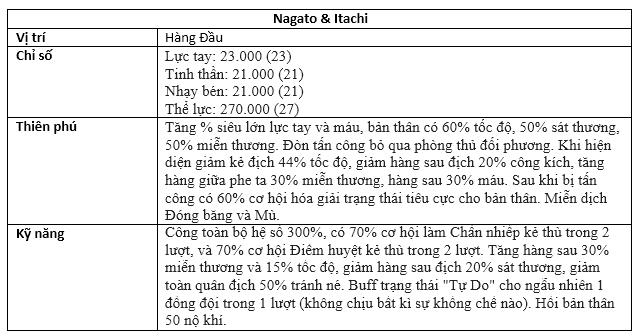 Nagato & Itachi
Vị trí
Hàng Đầu
Chỉ số
Lực tay: 23.000 (23)
Tinh thần: 21.000 (21)
Nhạy bén: 21.000 (21)
Thể lực: 270.000 (27)
Thiên phú
Tăng % siêu lớn lực tay và máu, bản thân có 60% tốc độ, 50% sát thương,
50% miễn thương. Đòn tấn công bỏ qua phòng thủ đối phương. Khi hiện
diện giảm kẻ địch 44% tốc độ, giảm hàng sau địch 20% công kích, tăng
hàng giữa phe ta 30% miễn thương, hàng sau 30% máu. Sau khi bị tấn
công có 60% cơ hội hóa giải trạng thái tiêu cực cho bản thân. Miễn dịch
Đóng băng và Mù.
Kỹ năng
Công toàn bộ hệ số 300%, có 70% cơ hội làm Chấn nhiếp kẻ thù trong 2
lượt, và 70% cơ hội Điểm huyệt kẻ thù trong 2 lượt. Tăng hàng sau 30%
miễn thương và 15% tốc độ, giảm hàng sau địch 20% sát thương, giảm
toàn quân địch 50% tránh né. Buff trạng thái "Tự Do" cho ngẫu nhiên 1
đồng đội trong 1 lượt (không chịu bất kì sự khống chế nào). Hồi bản thân
50 nộ khí.